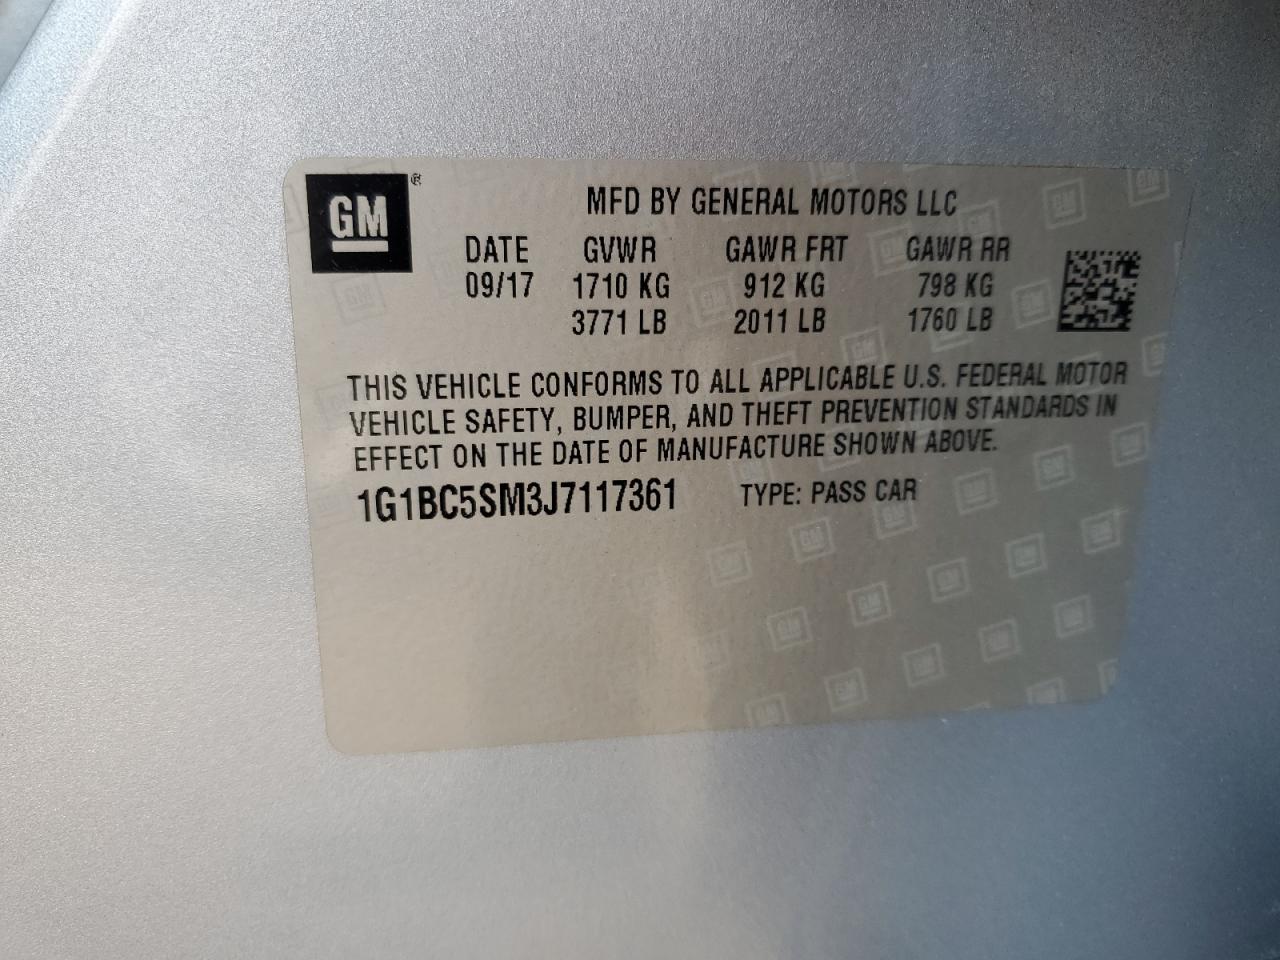 GM®
MFD BY GENERAL MOTORS LLC
DATE GVWR GAWR FRT GAWR RR
09/17 1710 KG 912 KG 798 KG
3771 LB 2011 LB 1760 LB
THIS VEHICLE CONFORMS TO ALL APPLICABLE U.S. FEDERAL MOTOR
VEHICLE SAFETY, BUMPER, AND THEFT PREVENTION STANDARDS IN
EFFECT ON THE DATE OF MANUFACTURE SHOWN ABOVE.
1G1BC5SM3J7117361 TYPE: PASS CAR